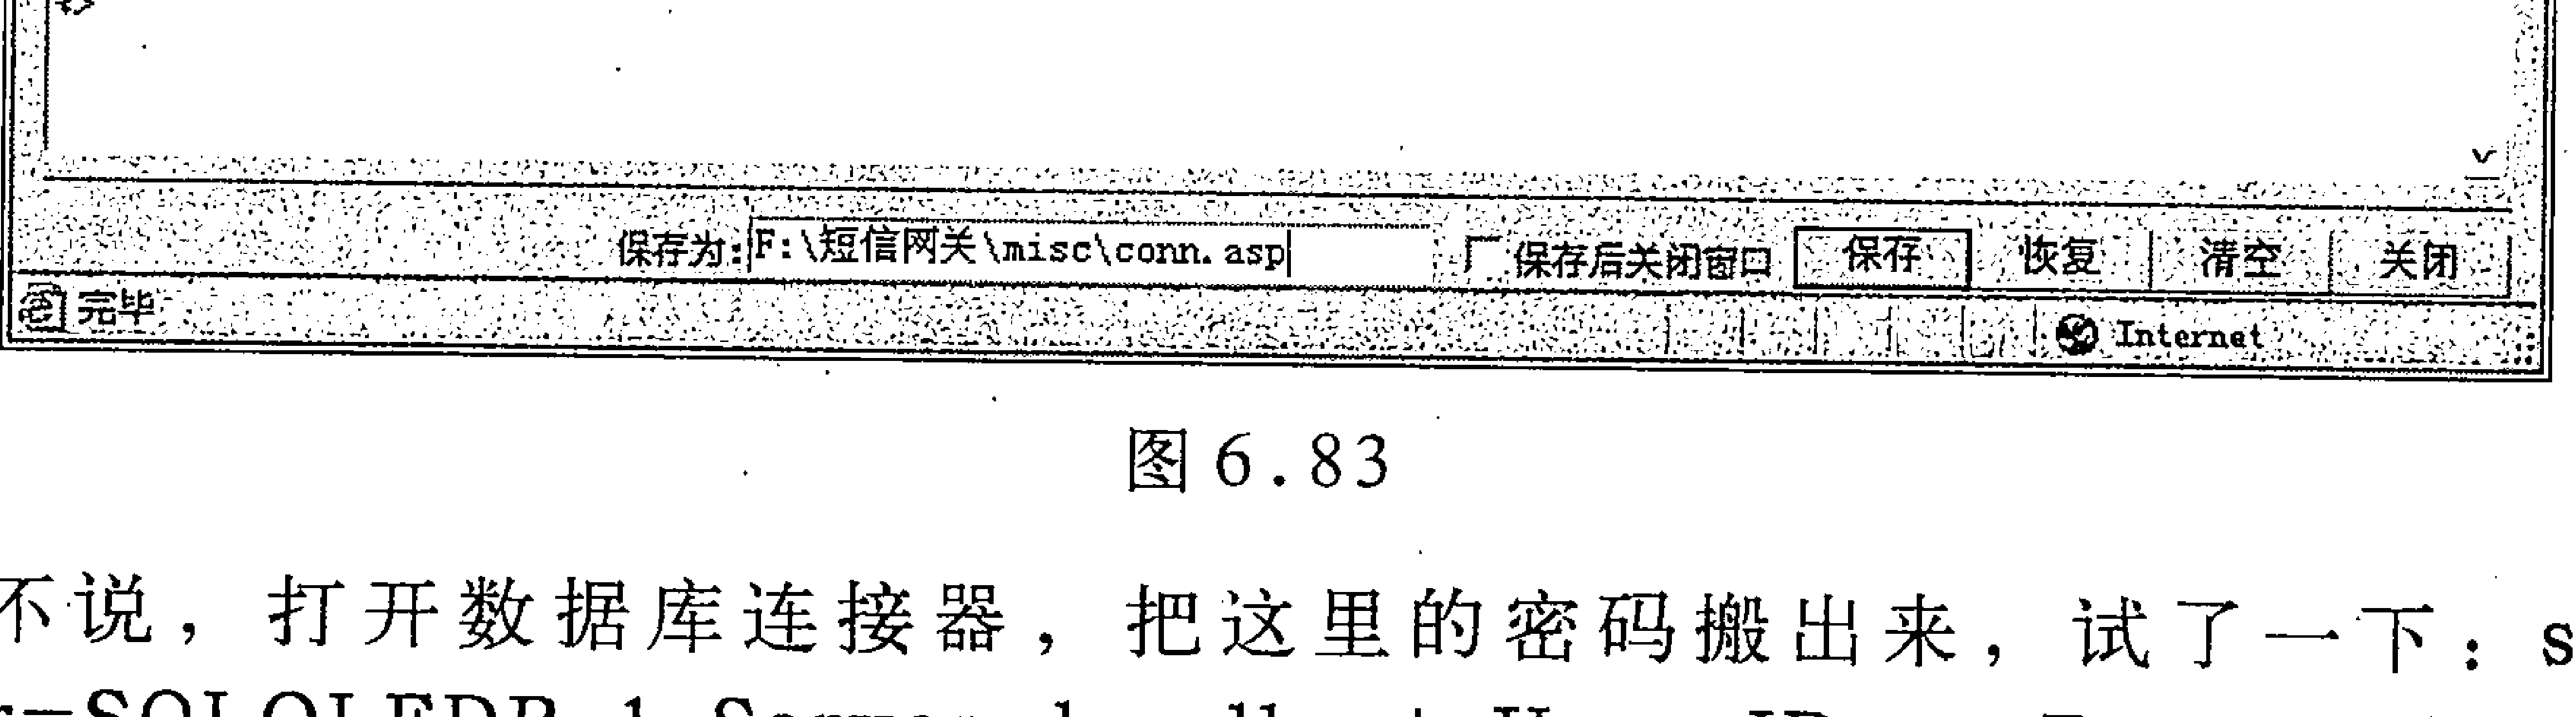 保存为: F:\短信网关\misc\conn.asp 保存后关闭窗口 保存 恢复 清空 关闭
完毕 Internet
图 6.83
不说，打开数据库连接器，把这里的密码搬出来，试了一下：s